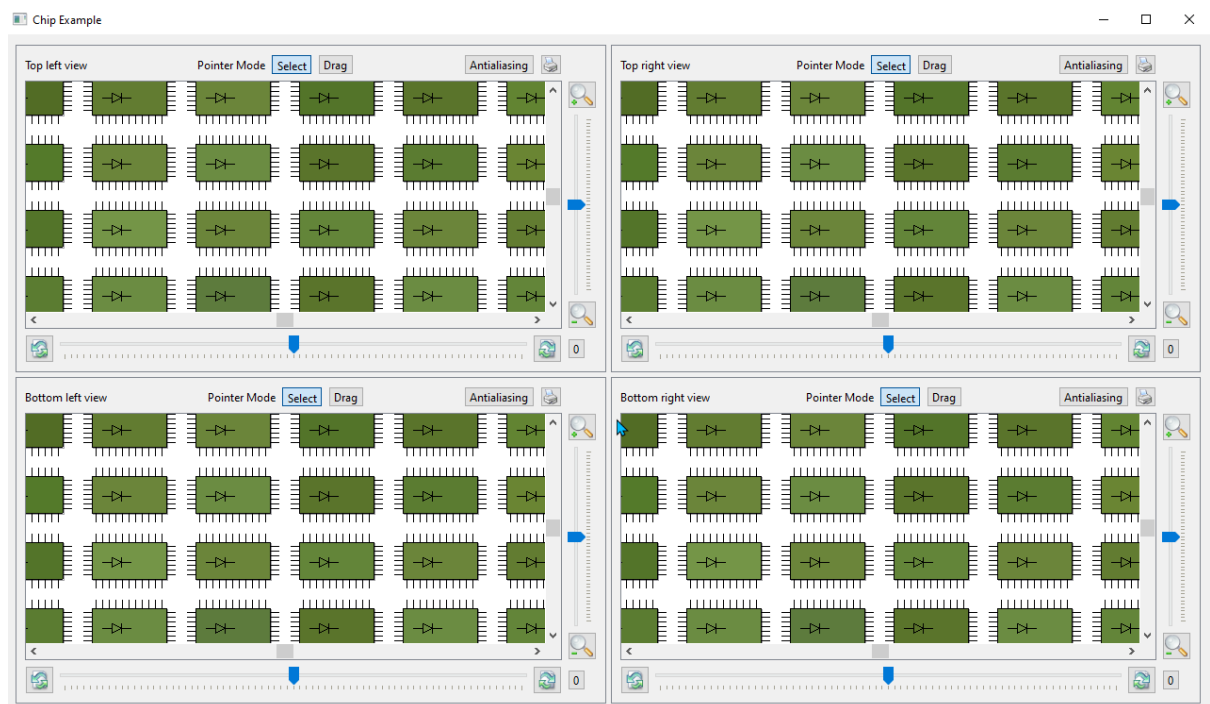 Chip Example
Top left view Pointer Mode Select Drag Antialiasing
0
Top right view Pointer Mode Select Drag Antialiasing
0
Bottom left view Pointer Mode Select Drag Antialiasing
0
Bottom right view Pointer Mode Select Drag Antialiasing
0